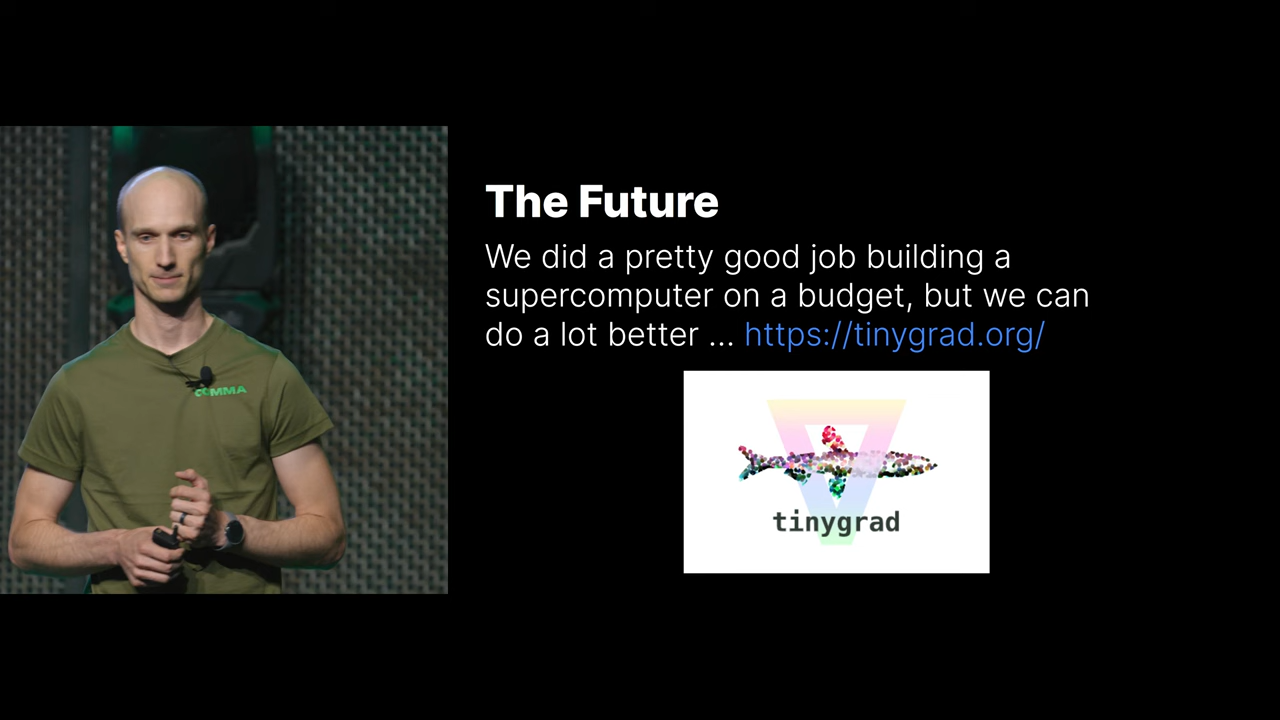 COMMA
The Future
We did a pretty good job building a
supercomputer on a budget, but we can
do a lot better ... https://tinygrad.org/
tinygrad